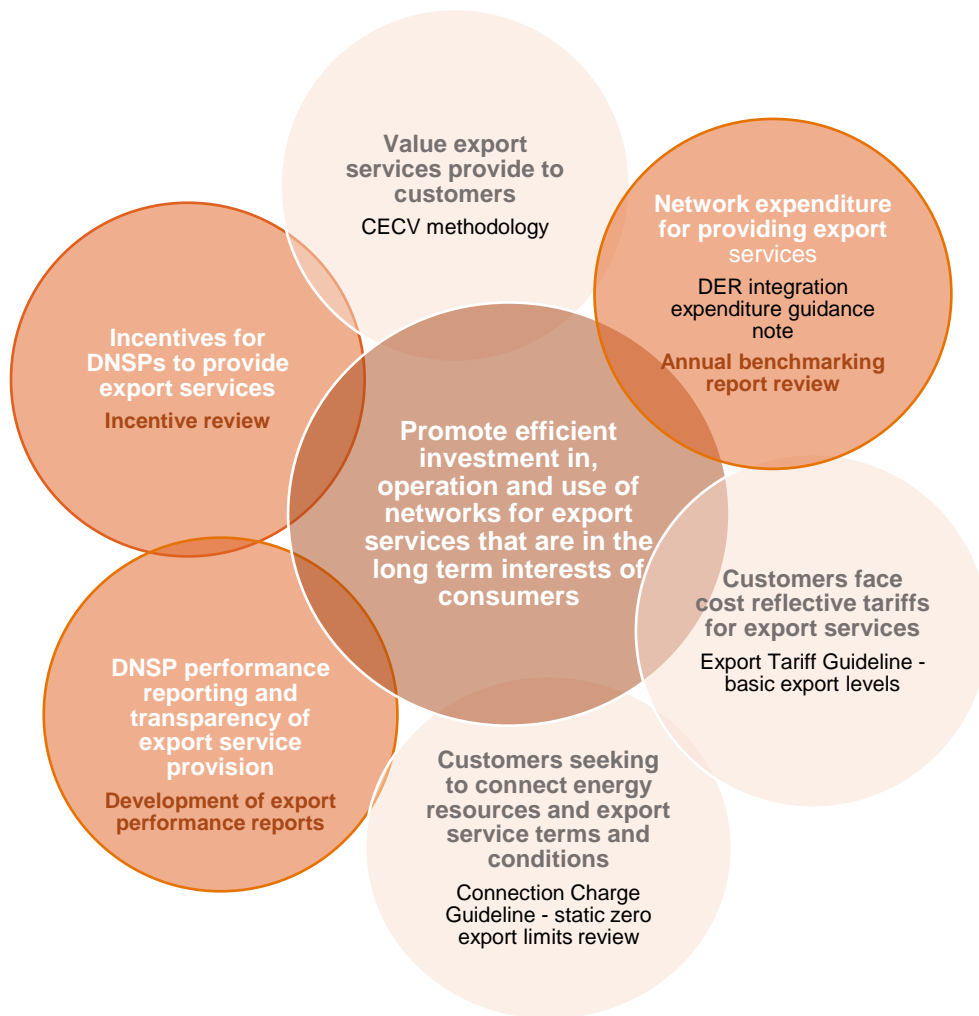 Value export
services provide to
customers
CECV methodology
Network expenditure
for providing export
services
DER integration
expenditure guidance
note
Annual benchmarking
report review
Incentives for
DNSPs to provide
export services
Incentive review
Promote efficient
investment in,
operation and use of
networks for export
services that are in the
long term interests of
consumers
Customers face
cost reflective tariffs
for export services
Export Tariff Guideline -
basic export levels
DNSP performance
reporting and
transparency of
export service
provision
Development of export
performance reports
Customers seeking
to connect energy
resources and export
service terms and
conditions
Connection Charge
Guideline - static zero
export limits review